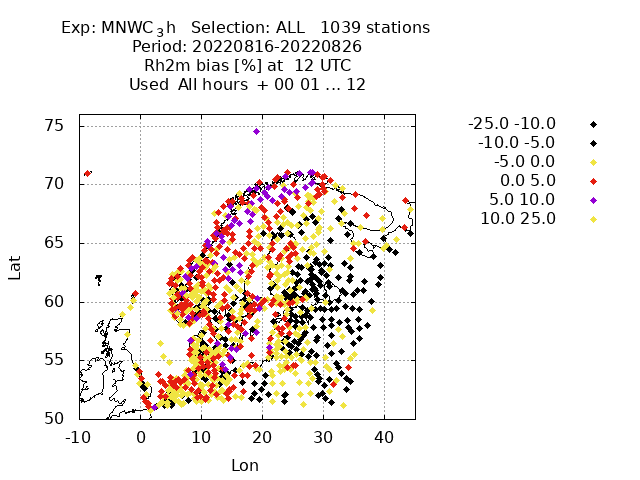 Exp: MNWC_3h   Selection: ALL   1039 stations
Period: 20220816-20220826
Rh2m bias [%] at  12 UTC
Used  All hours  + 00 01 ... 12
-25.0 -10.0
-10.0 -5.0
-5.0 0.0
0.0 5.0
5.0 10.0
10.0 25.0
75
70
65
60
55
50
Lat
-10 0 10 20 30 40
Lon